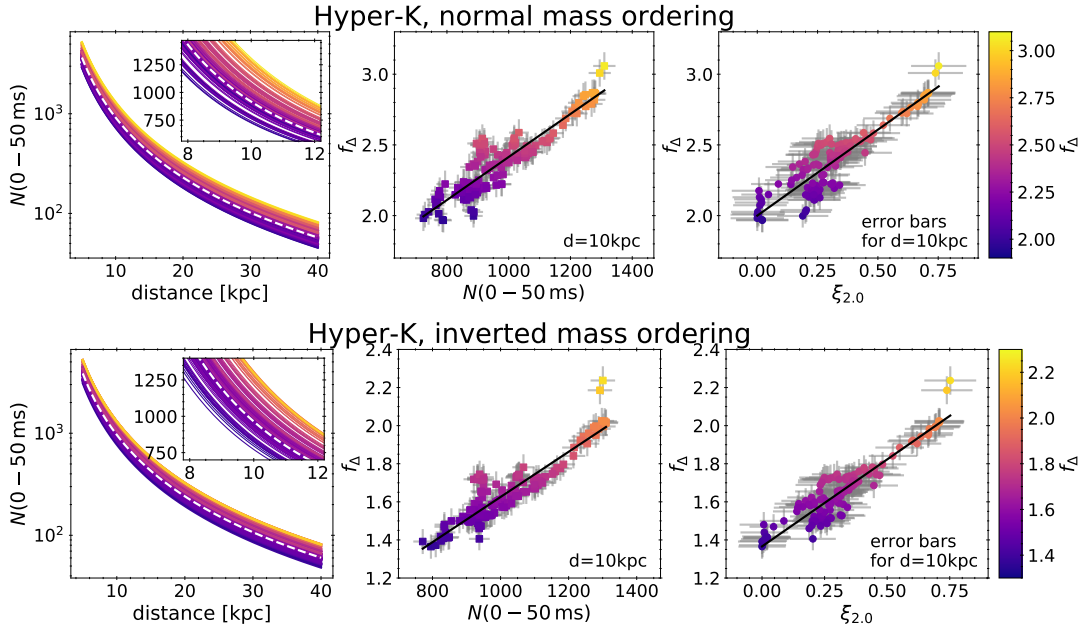 Hyper-K, normal mass ordering
N(0 − 50 ms)
10³
10²
1250
1000
750
8 10 12
10 20 30 40
distance [kpc]
f_Δ
3.0
2.5
2.0
d=10kpc
800 1000 1200 1400
N(0 − 50 ms)
f_Δ
3.0
2.5
2.0
error bars
for d=10kpc
0.00 0.25 0.50 0.75
ξ₂.₀
3.00
2.75
2.50
2.25
2.00
f_Δ
Hyper-K, inverted mass ordering
N(0 − 50 ms)
10³
10²
1250
1000
750
8 10 12
10 20 30 40
distance [kpc]
f_Δ
2.4
2.2
2.0
1.8
1.6
1.4
1.2
d=10kpc
800 1000 1200 1400
N(0 − 50 ms)
f_Δ
2.4
2.2
2.0
1.8
1.6
1.4
1.2
error bars
for d=10kpc
0.00 0.25 0.50 0.75
ξ₂.₀
2.2
2.0
1.8
1.6
1.4
f_Δ